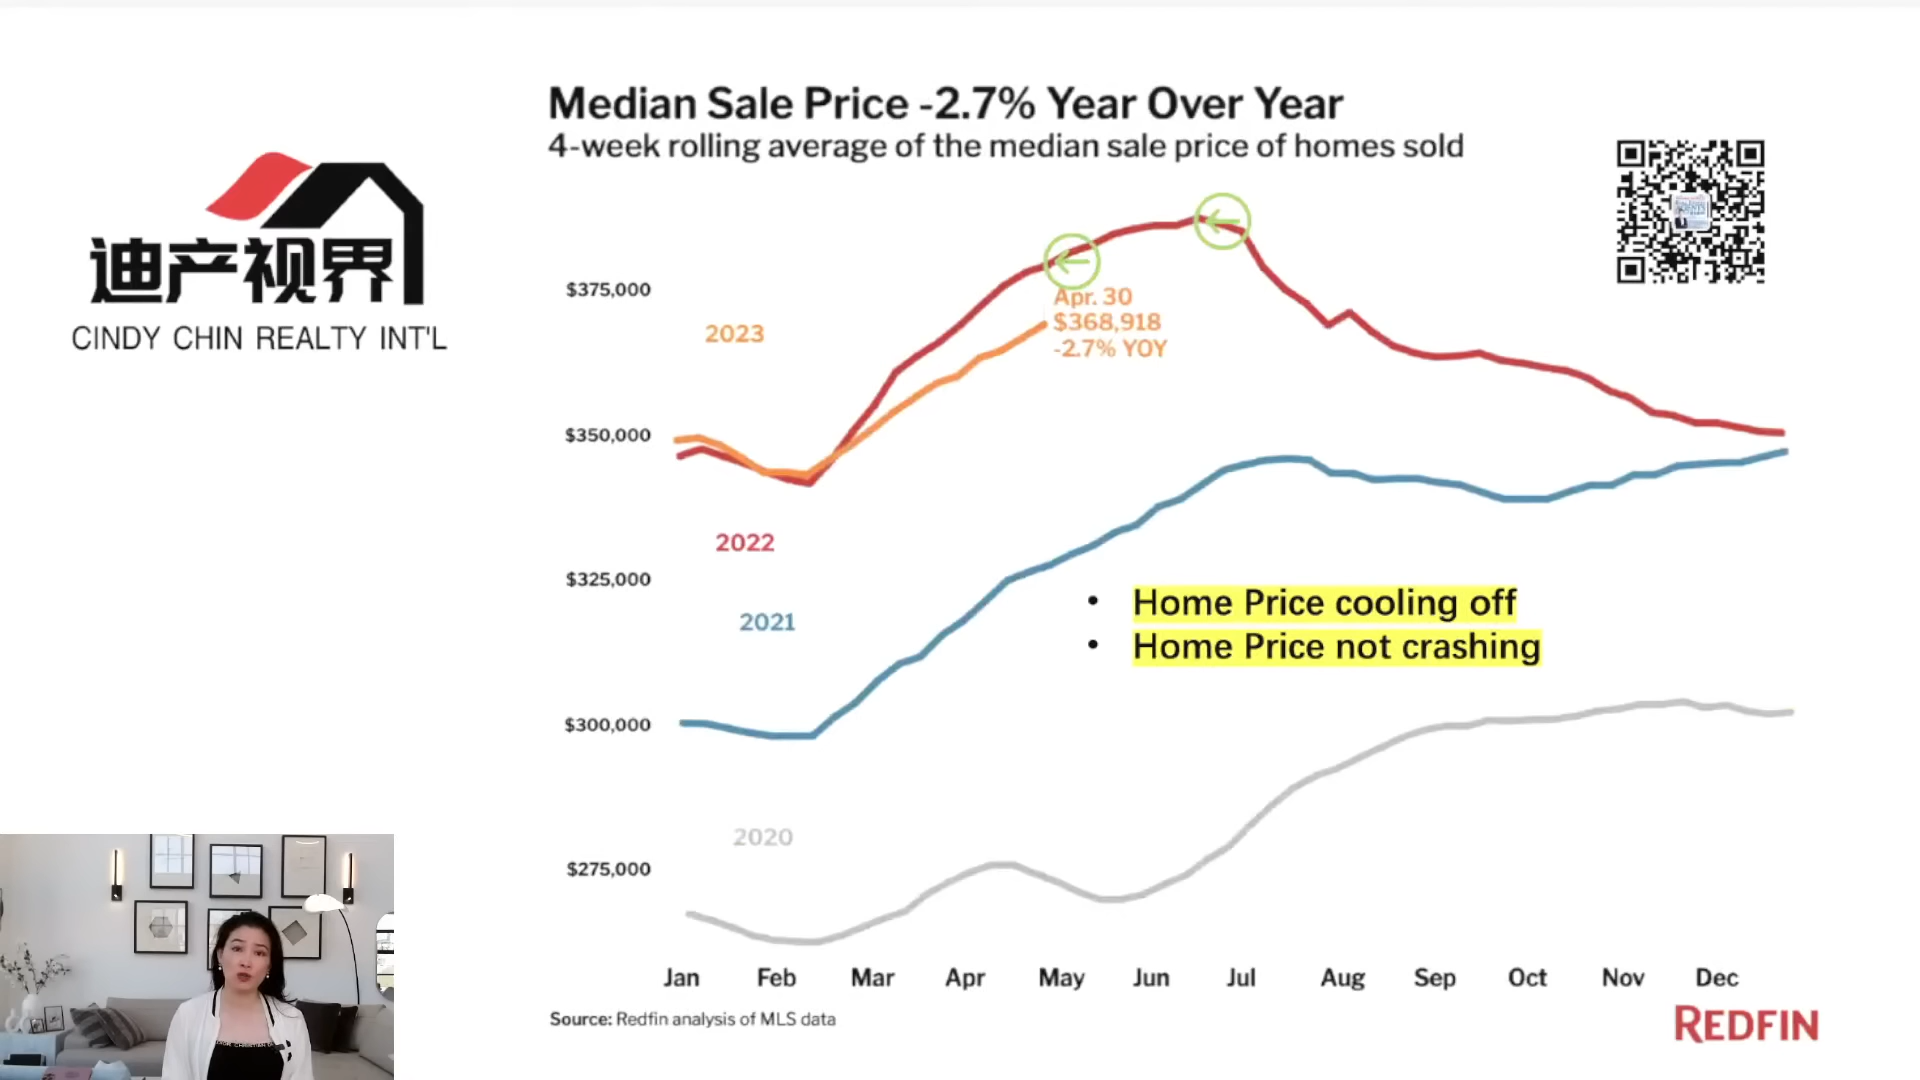 Median Sale Price -2.7% Year Over Year
4-week rolling average of the median sale price of homes sold
迪产视界
CINDY CHIN REALTY INT'L
$375,000
$350,000
$325,000
$300,000
$275,000
2023
2022
2021
2020
Apr. 30
$368,918
-2.7% YOY
• Home Price cooling off
• Home Price not crashing
Jan Feb Mar Apr May Jun Jul Aug Sep Oct Nov Dec
Source: Redfin analysis of MLS data
REDFIN